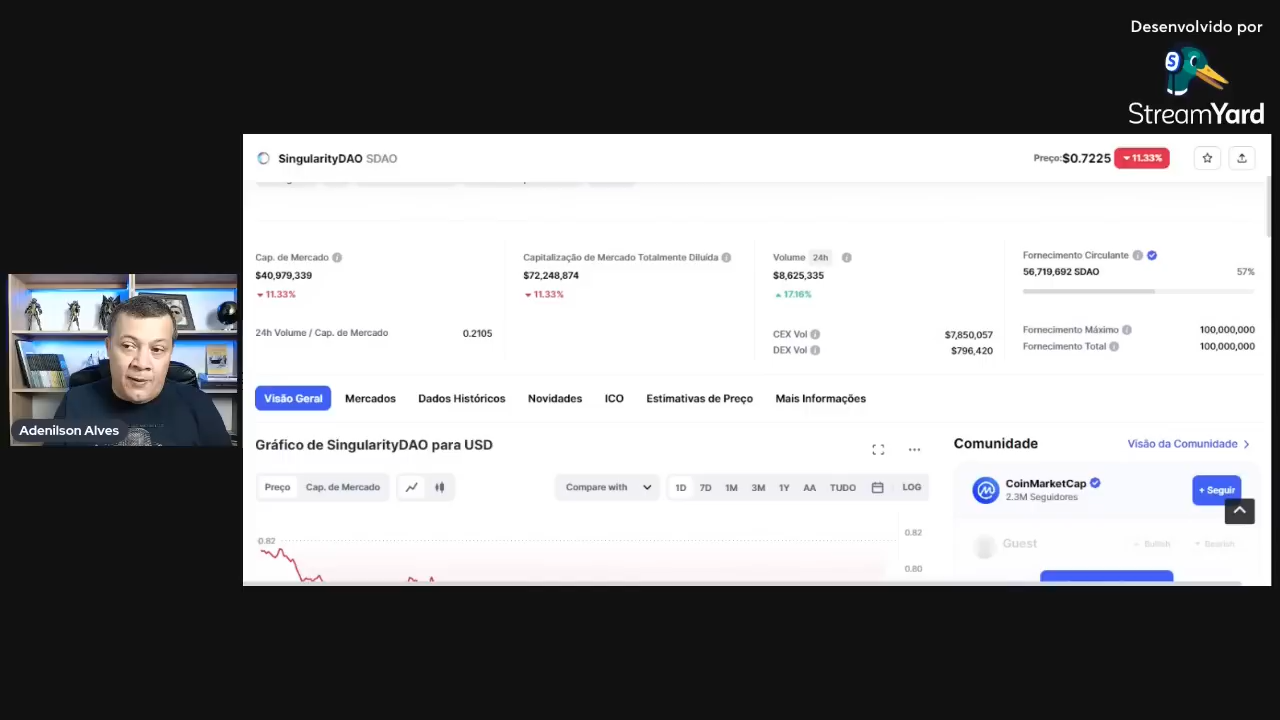 Desenvolvido por
StreamYard
SingularityDAO SDAO
Preço:$0.7225 11.33%
Cap. de Mercado
$40,979,339
11.33%
24h Volume / Cap. de Mercado 0.2105
Capitalização de Mercado Totalmente Diluída
$72,248,874
11.33%
Volume 24h
$8,625,335
17.16%
CEX Vol $7,850,057
DEX Vol $796,420
Fornecimento Circulante
56,719,692 SDAO 57%
Fornecimento Máximo 100,000,000
Fornecimento Total 100,000,000
Adenilson Alves
Visão Geral Mercados Dados Históricos Novidades ICO Estimativas de Preço Mais Informações
Gráfico de SingularityDAO para USD
Preço Cap. de Mercado Compare with 1D 7D 1M 3M 1Y AA TUDO LOG
0.82
0.82
0.80
Comunidade Visão da Comunidade
CoinMarketCap
2.3M Seguidores
+ Seguir
Guest Bullish Bearish